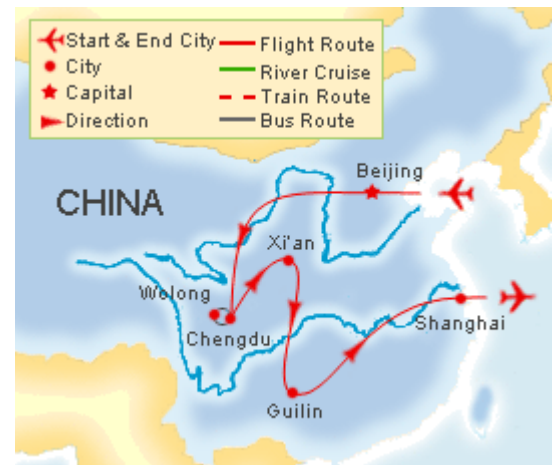 Start & End City
City
Capital
Direction
Flight Route
River Cruise
Train Route
Bus Route
Beijing
CHINA
Xi'an
Wolong
Chengdu
Shanghai
Guilin